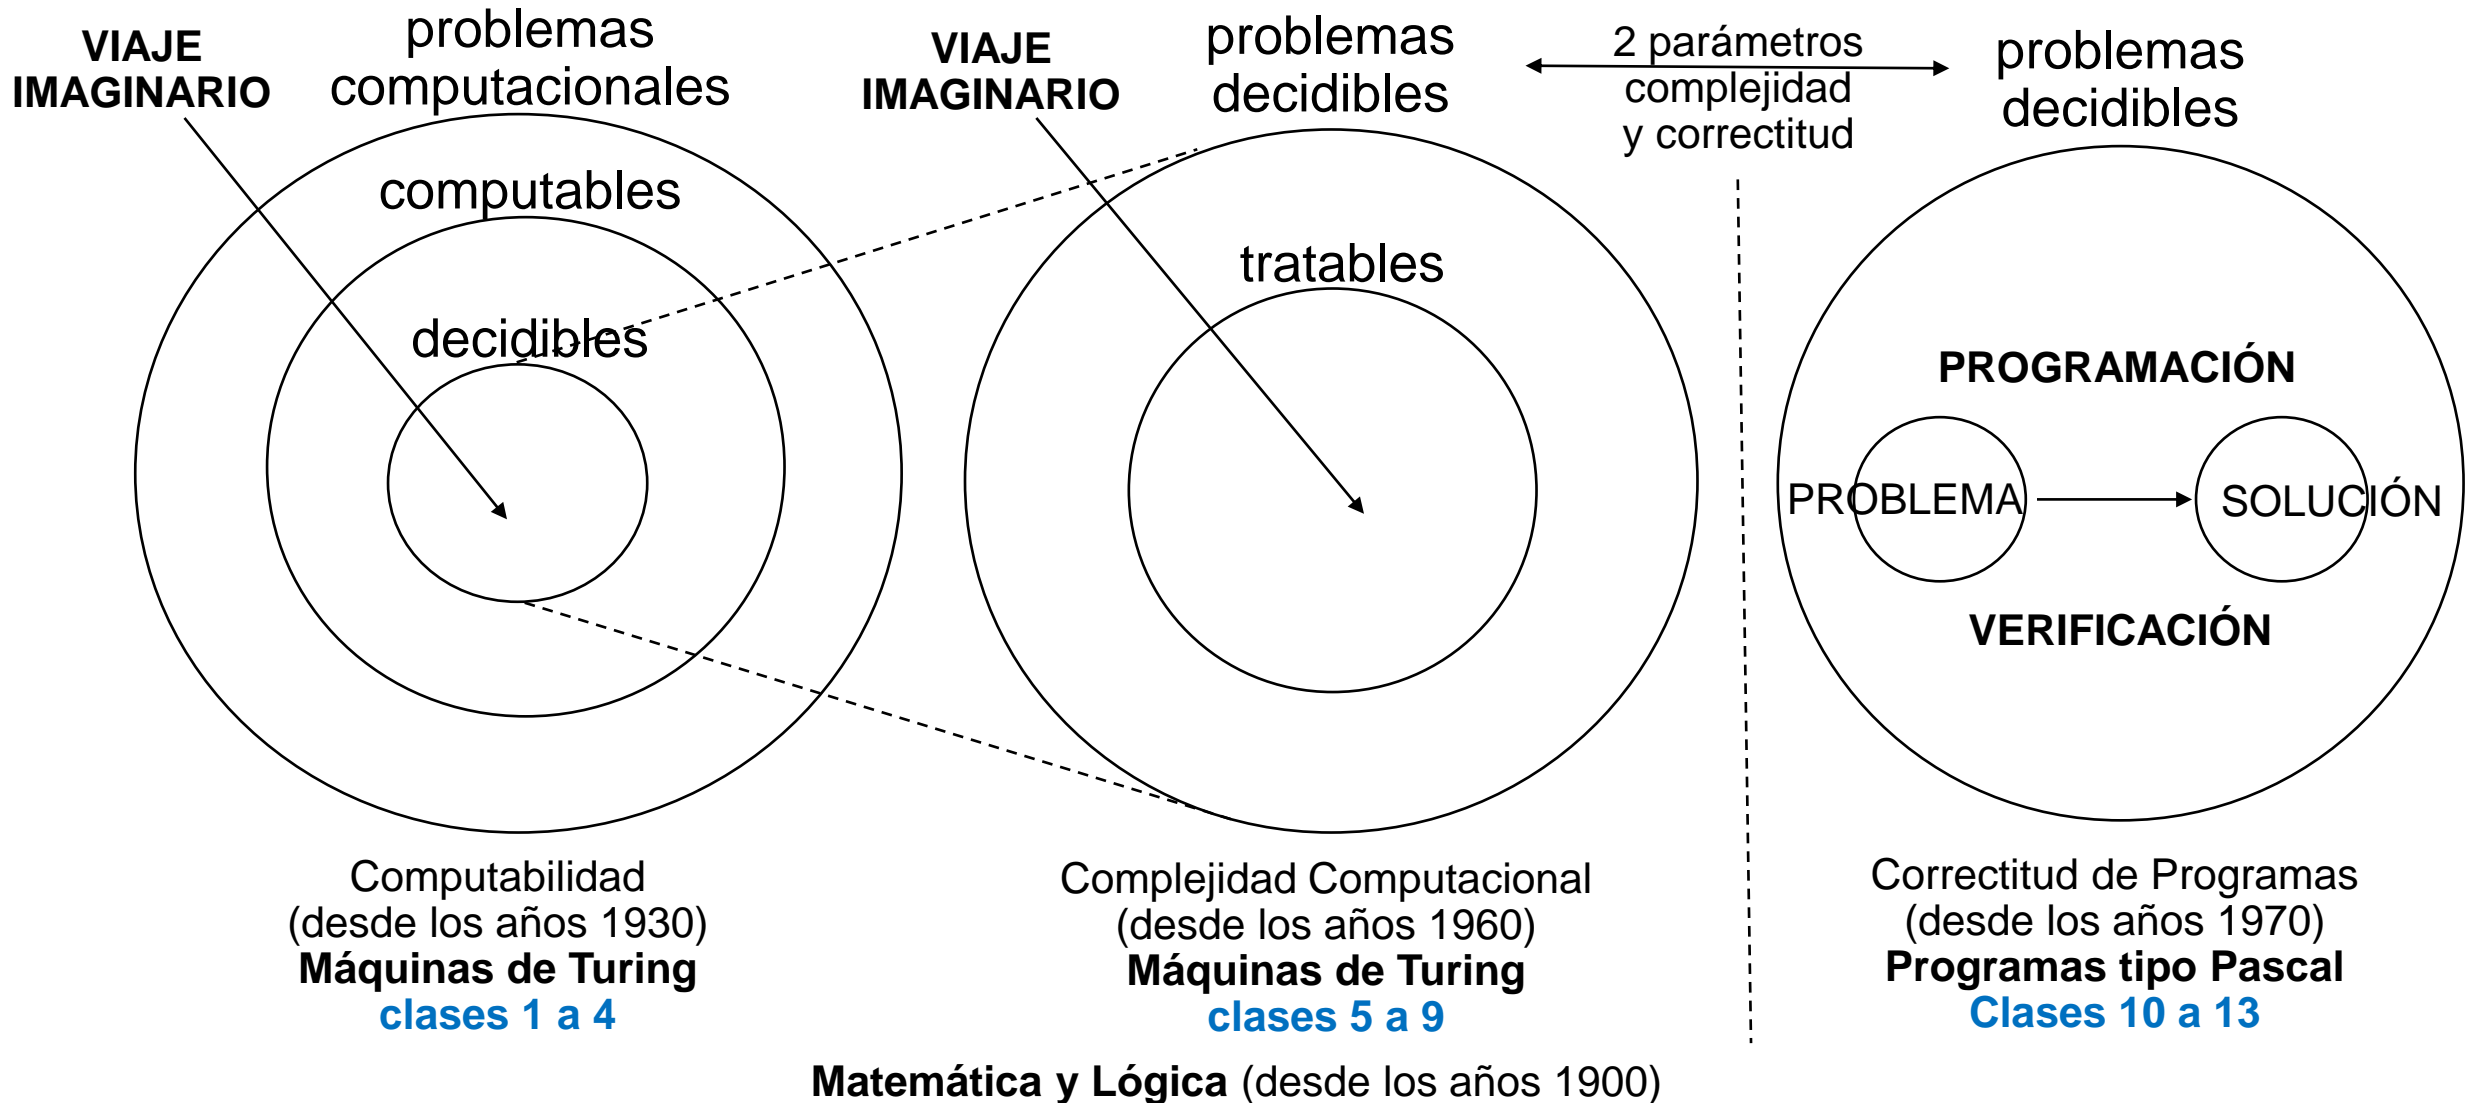 VIAJE
IMAGINARIO
problemas
computacionales
computables
decidibles
VIAJE
IMAGINARIO
problemas
decidibles
tratables
2 parámetros
complejidad
y correctitud
problemas
decidibles
PROGRAMACIÓN
PROBLEMA
SOLUCIÓN
VERIFICACIÓN
Computabilidad
(desde los años 1930)
Máquinas de Turing
clases 1 a 4
Complejidad Computacional
(desde los años 1960)
Máquinas de Turing
clases 5 a 9
Correctitud de Programas
(desde los años 1970)
Programas tipo Pascal
Clases 10 a 13
Matemática y Lógica (desde los años 1900)